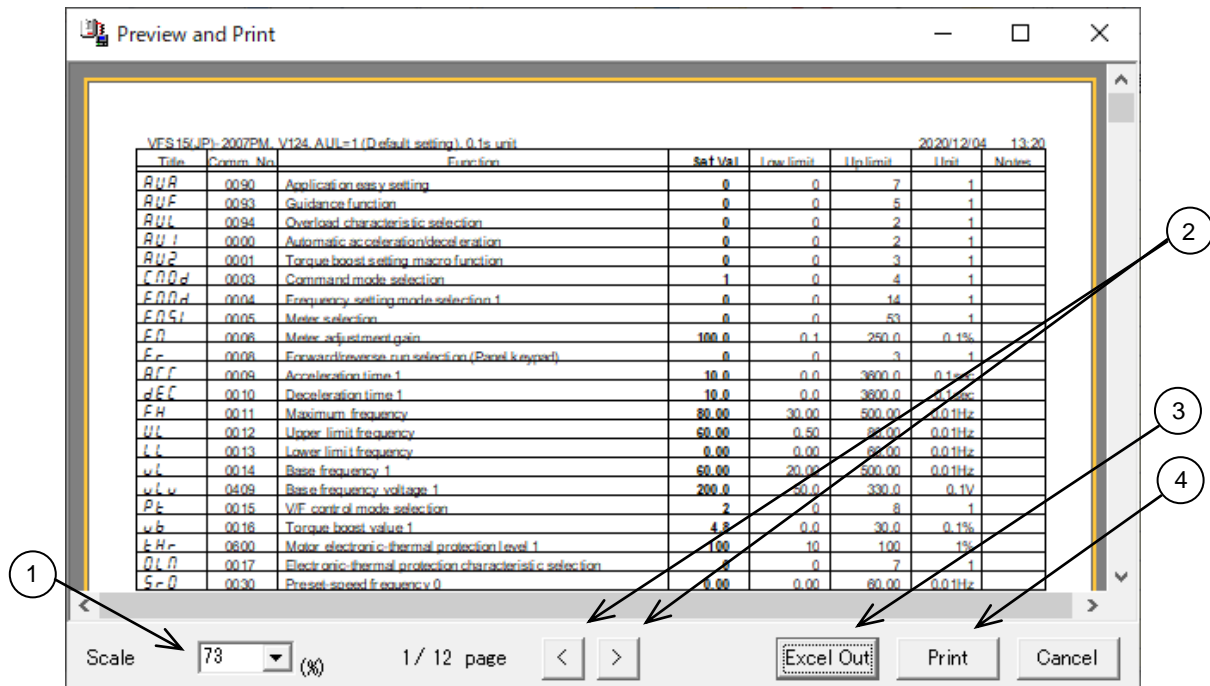 Preview and Print
VFS15(JP)-2007PM, V124, AUL=1 (Default setting), 0.1s unit 2020/12/04 13:20
Title Comm. No Function Set Val Low limit Up limit Unit Notes
AUA 0090 Application easy setting 0 0 7 1
AUF 0093 Guidance function 0 0 5 1
AUL 0094 Overload characteristic selection 0 0 2 1
AU1 0000 Automatic acceleration/deceleration 0 0 2 1
AU2 0001 Torque boost setting macro function 0 0 3 1
CNOd 0003 Command mode selection 1 0 4 1
FNOd 0004 Frequency setting mode selection 1 0 0 14 1
FNSL 0005 Meter selection 0 0 53 1
FN 0006 Meter adjustment gain 100.0 0.1 250.0 0.1%
Fr 0008 Forward/reverse run selection (Panel keypad) 0 0 3 1
ACC 0009 Acceleration time 1 10.0 0.0 3600.0 0.1sec
dEC 0010 Deceleration time 1 10.0 0.0 3600.0 0.1sec
FH 0011 Maximum frequency 80.00 30.00 500.00 0.01Hz
UL 0012 Upper limit frequency 60.00 0.50 80.00 0.01Hz
LL 0013 Lower limit frequency 0.00 0.00 60.00 0.01Hz
uL 0014 Base frequency 1 60.00 20.00 500.00 0.01Hz
uLu 0409 Base frequency voltage 1 200.0 50.0 330.0 0.1V
Pt 0015 V/F control mode selection 2 0 8 1
ub 0016 Torque boost value 1 4.8 0.0 30.0 0.1%
tHr 0600 Motor electronic-thermal protection level 1 100 10 100 1%
OLN 0017 Electronic-thermal protection characteristic selection 0 0 7 1
Sr0 0030 Preset-speed frequency 0 0.00 0.00 60.00 0.01Hz
2
3
4
1
Scale 73 (%) 1/ 12 page < > Excel Out Print Cancel